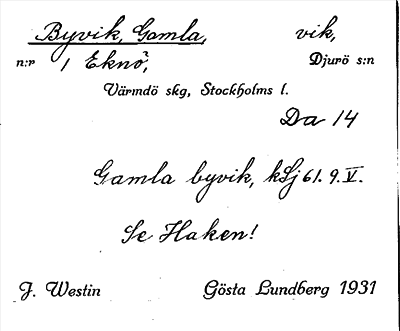 Byvik, Gamla, vik,
n:r 1 Eknö, Djurö s:n
Värmdö skg, Stockholms l.
Da 14
Gamla byvik, kLj 61. 9. V.
Se Haken!
J. Westin Gösta Lundberg 1931